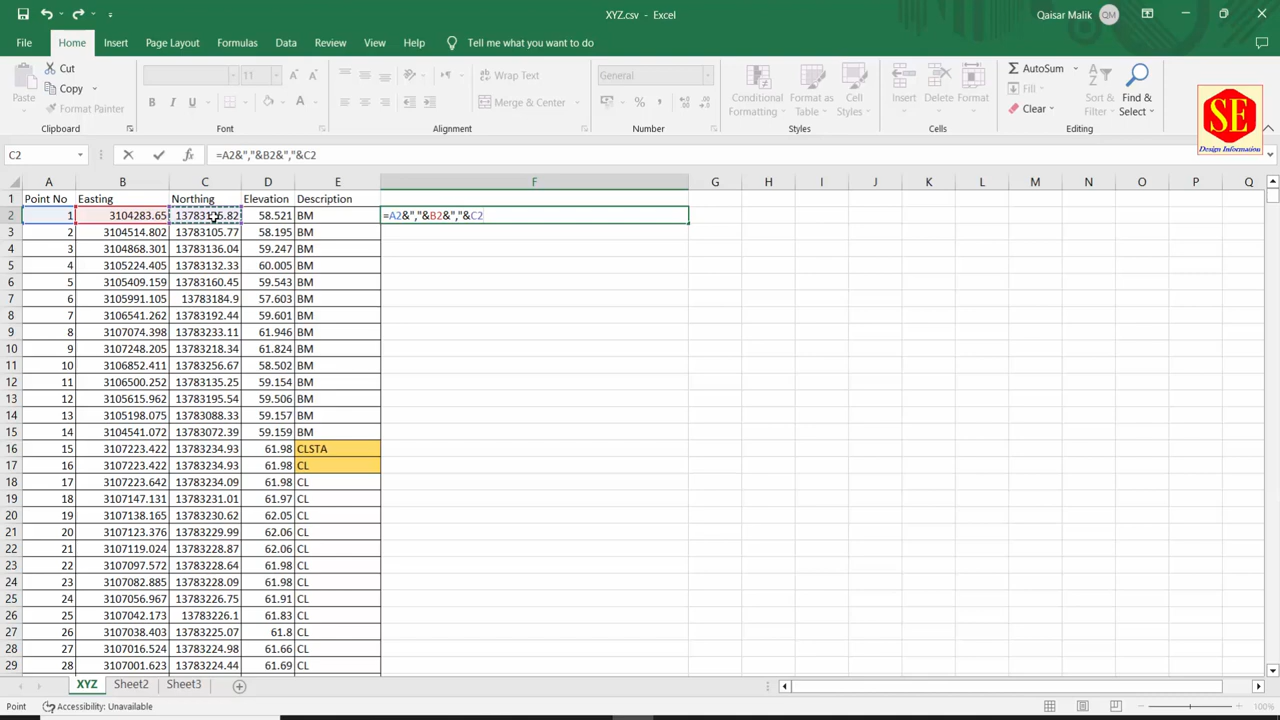 XYZ.csv - Excel
Qaisar Malik QM
File Home Insert Page Layout Formulas Data Review View Help Tell me what you want to do
Paste Cut Copy Format Painter Clipboard
11 Font
Wrap Text Merge & Center Alignment
General Number
Conditional Formatting Format as Table Cell Styles Styles
Insert Delete Format Cells
AutoSum Fill Clear Sort & Filter Find & Select Editing
SE
Design Information
C2 =A2&","&B2&","&C2
A B C D E F G H I J K L M N O P Q
1 Point No Easting Northing Elevation Description
2 1 3104283.65 58.521 BM =A2&","&B2&","&C2
3 2 3104514.802 13783105.77 58.195 BM
4 3 3104868.301 13783136.04 59.247 BM
5 4 3105224.405 13783132.33 60.005 BM
6 5 3105409.159 13783160.45 59.543 BM
7 6 3105991.105 13783184.9 57.603 BM
8 7 3106541.262 13783192.44 59.601 BM
9 8 3107074.398 13783233.11 61.946 BM
10 9 3107248.205 13783218.34 61.824 BM
11 10 3106852.411 13783256.67 58.502 BM
12 11 3106500.252 13783135.25 59.154 BM
13 12 3105615.962 13783195.54 59.506 BM
14 13 3105198.075 13783088.33 59.157 BM
15 14 3104541.072 13783072.39 59.159 BM
16 15 3107223.422 13783234.93 61.98 CLSTA
17 16 3107223.422 13783234.93 61.98 CL
18 17 3107223.642 13783234.09 61.98 CL
19 18 3107147.131 13783231.01 61.97 CL
20 19 3107138.165 13783230.62 62.05 CL
21 20 3107123.376 13783229.99 62.06 CL
22 21 3107119.024 13783228.87 62.06 CL
23 22 3107097.572 13783228.64 61.98 CL
24 23 3107082.885 13783228.09 61.98 CL
25 24 3107056.967 13783226.75 61.91 CL
26 25 3107042.173 13783226.1 61.83 CL
27 26 3107038.403 13783225.07 61.8 CL
28 27 3107016.524 13783224.98 61.66 CL
29 28 3107001.623 13783224.44 61.69 CL
XYZ Sheet2 Sheet3
Point Accessibility: Unavailable 100%